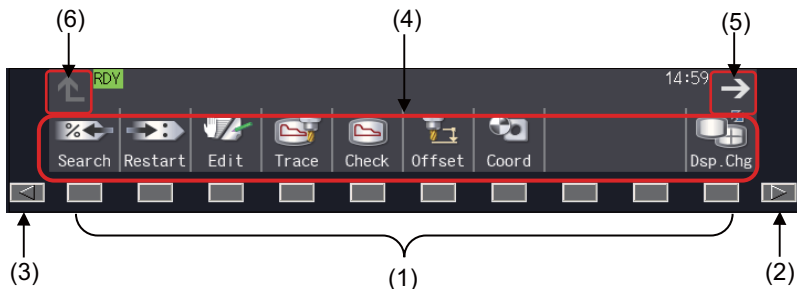 (6) (4) (5)
RDY 14:59
Search Restart Edit Trace Check Offset Coord Dsp.Chg
(3) (1) (2)